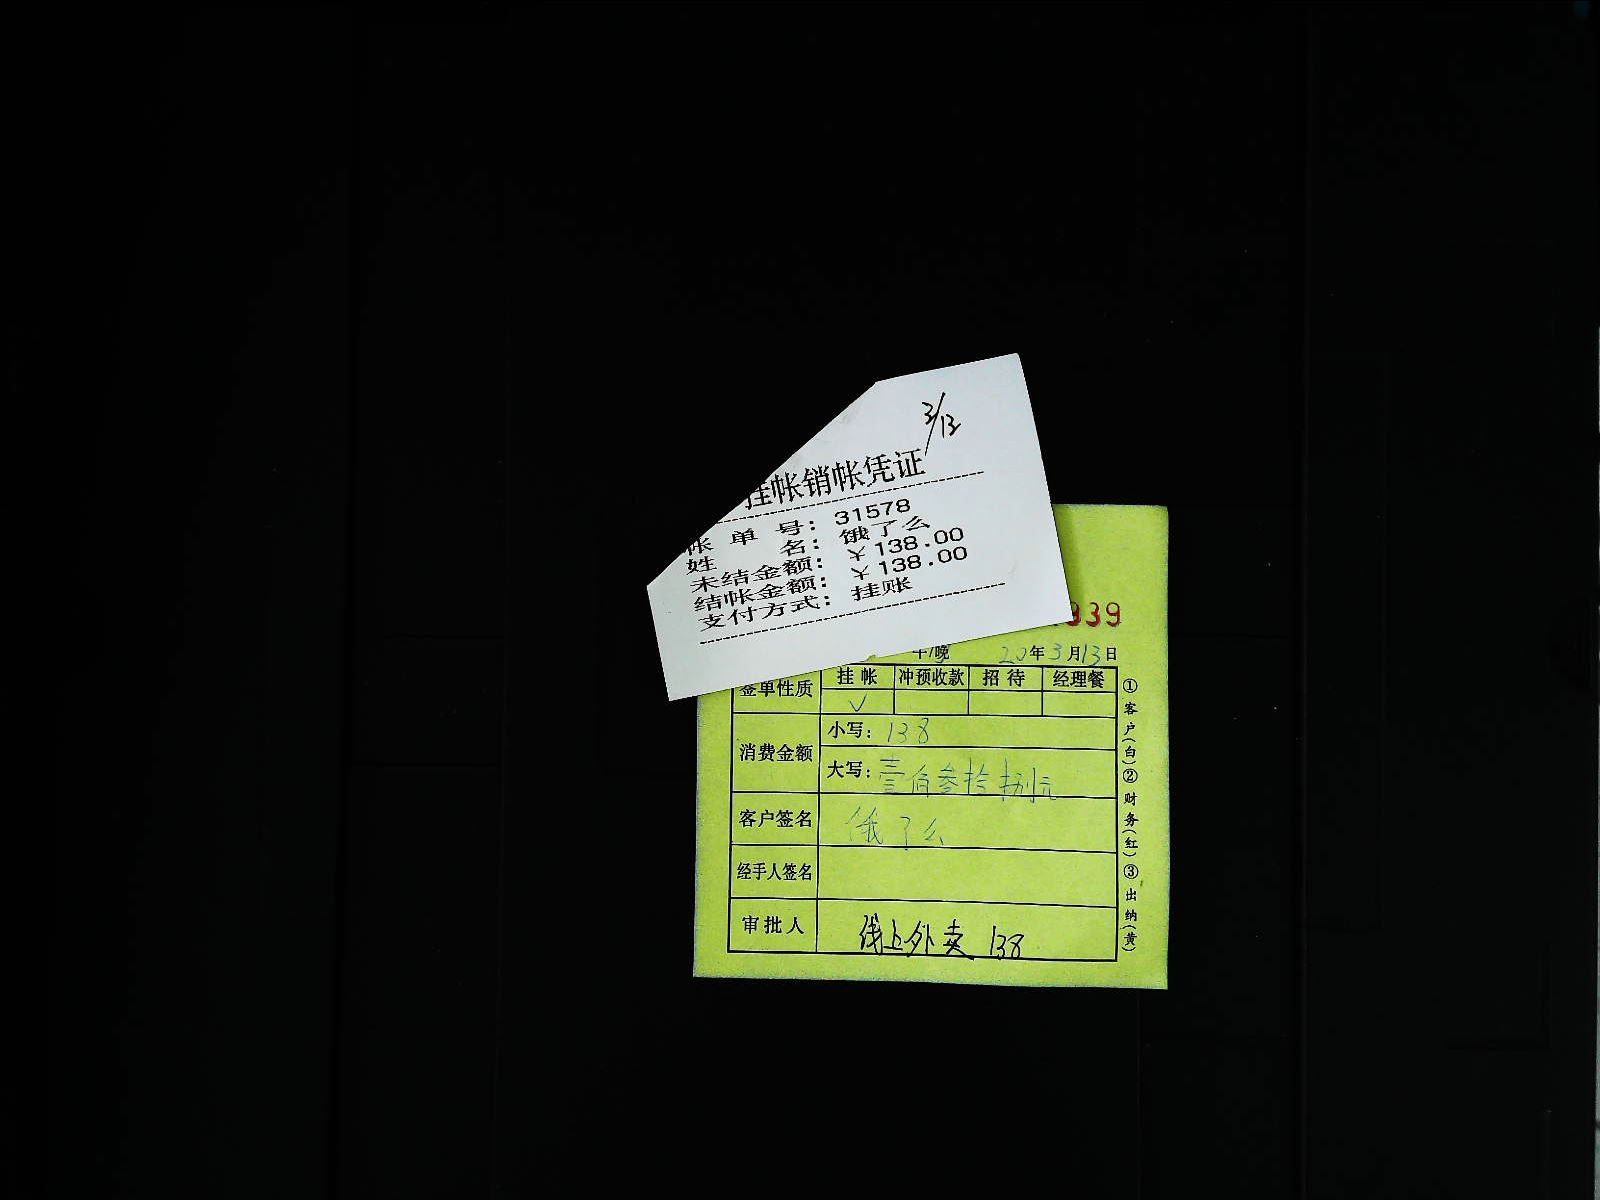 3/13
挂帐销帐凭证
帐单号：31578
姓名：饿了么
未结金额：￥138.00
结帐金额：￥138.00
支付方式：挂账
939
午/晚 20年3月13日
签单性质 挂帐 冲预收款 招待 经理餐
✓
消费金额 小写：138
大写：壹佰叁拾捌元
客户签名 饿了么
经手人签名
审批人 线上外卖 138
①客户(白)②财务(红)③出纳(黄)